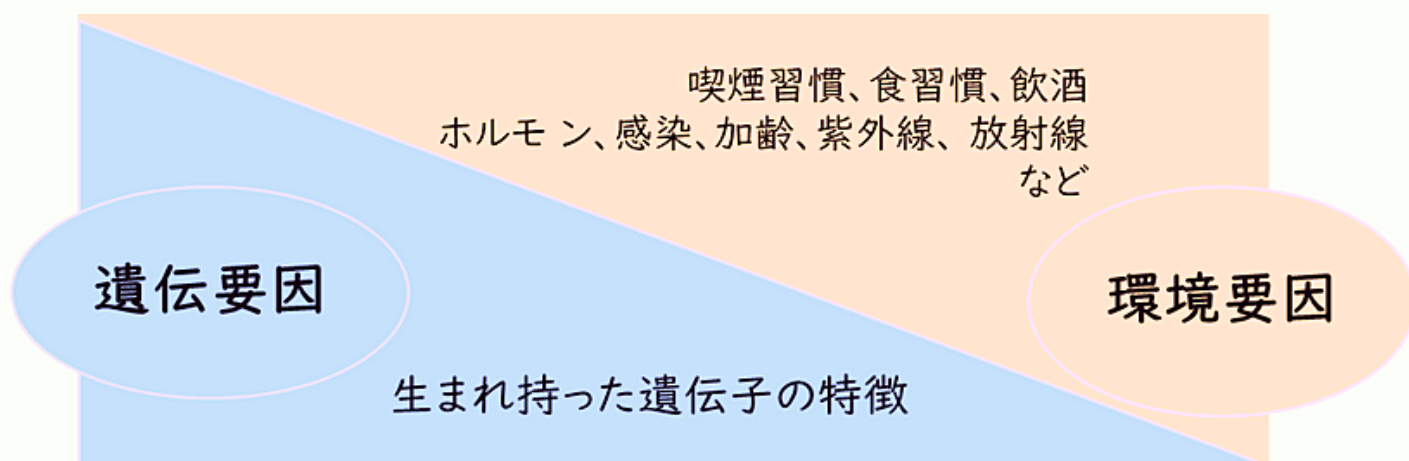 喫煙習慣、食習慣、飲酒
ホルモン、感染、加齢、紫外線、放射線
など
遺伝要因
環境要因
生まれ持った遺伝子の特徴